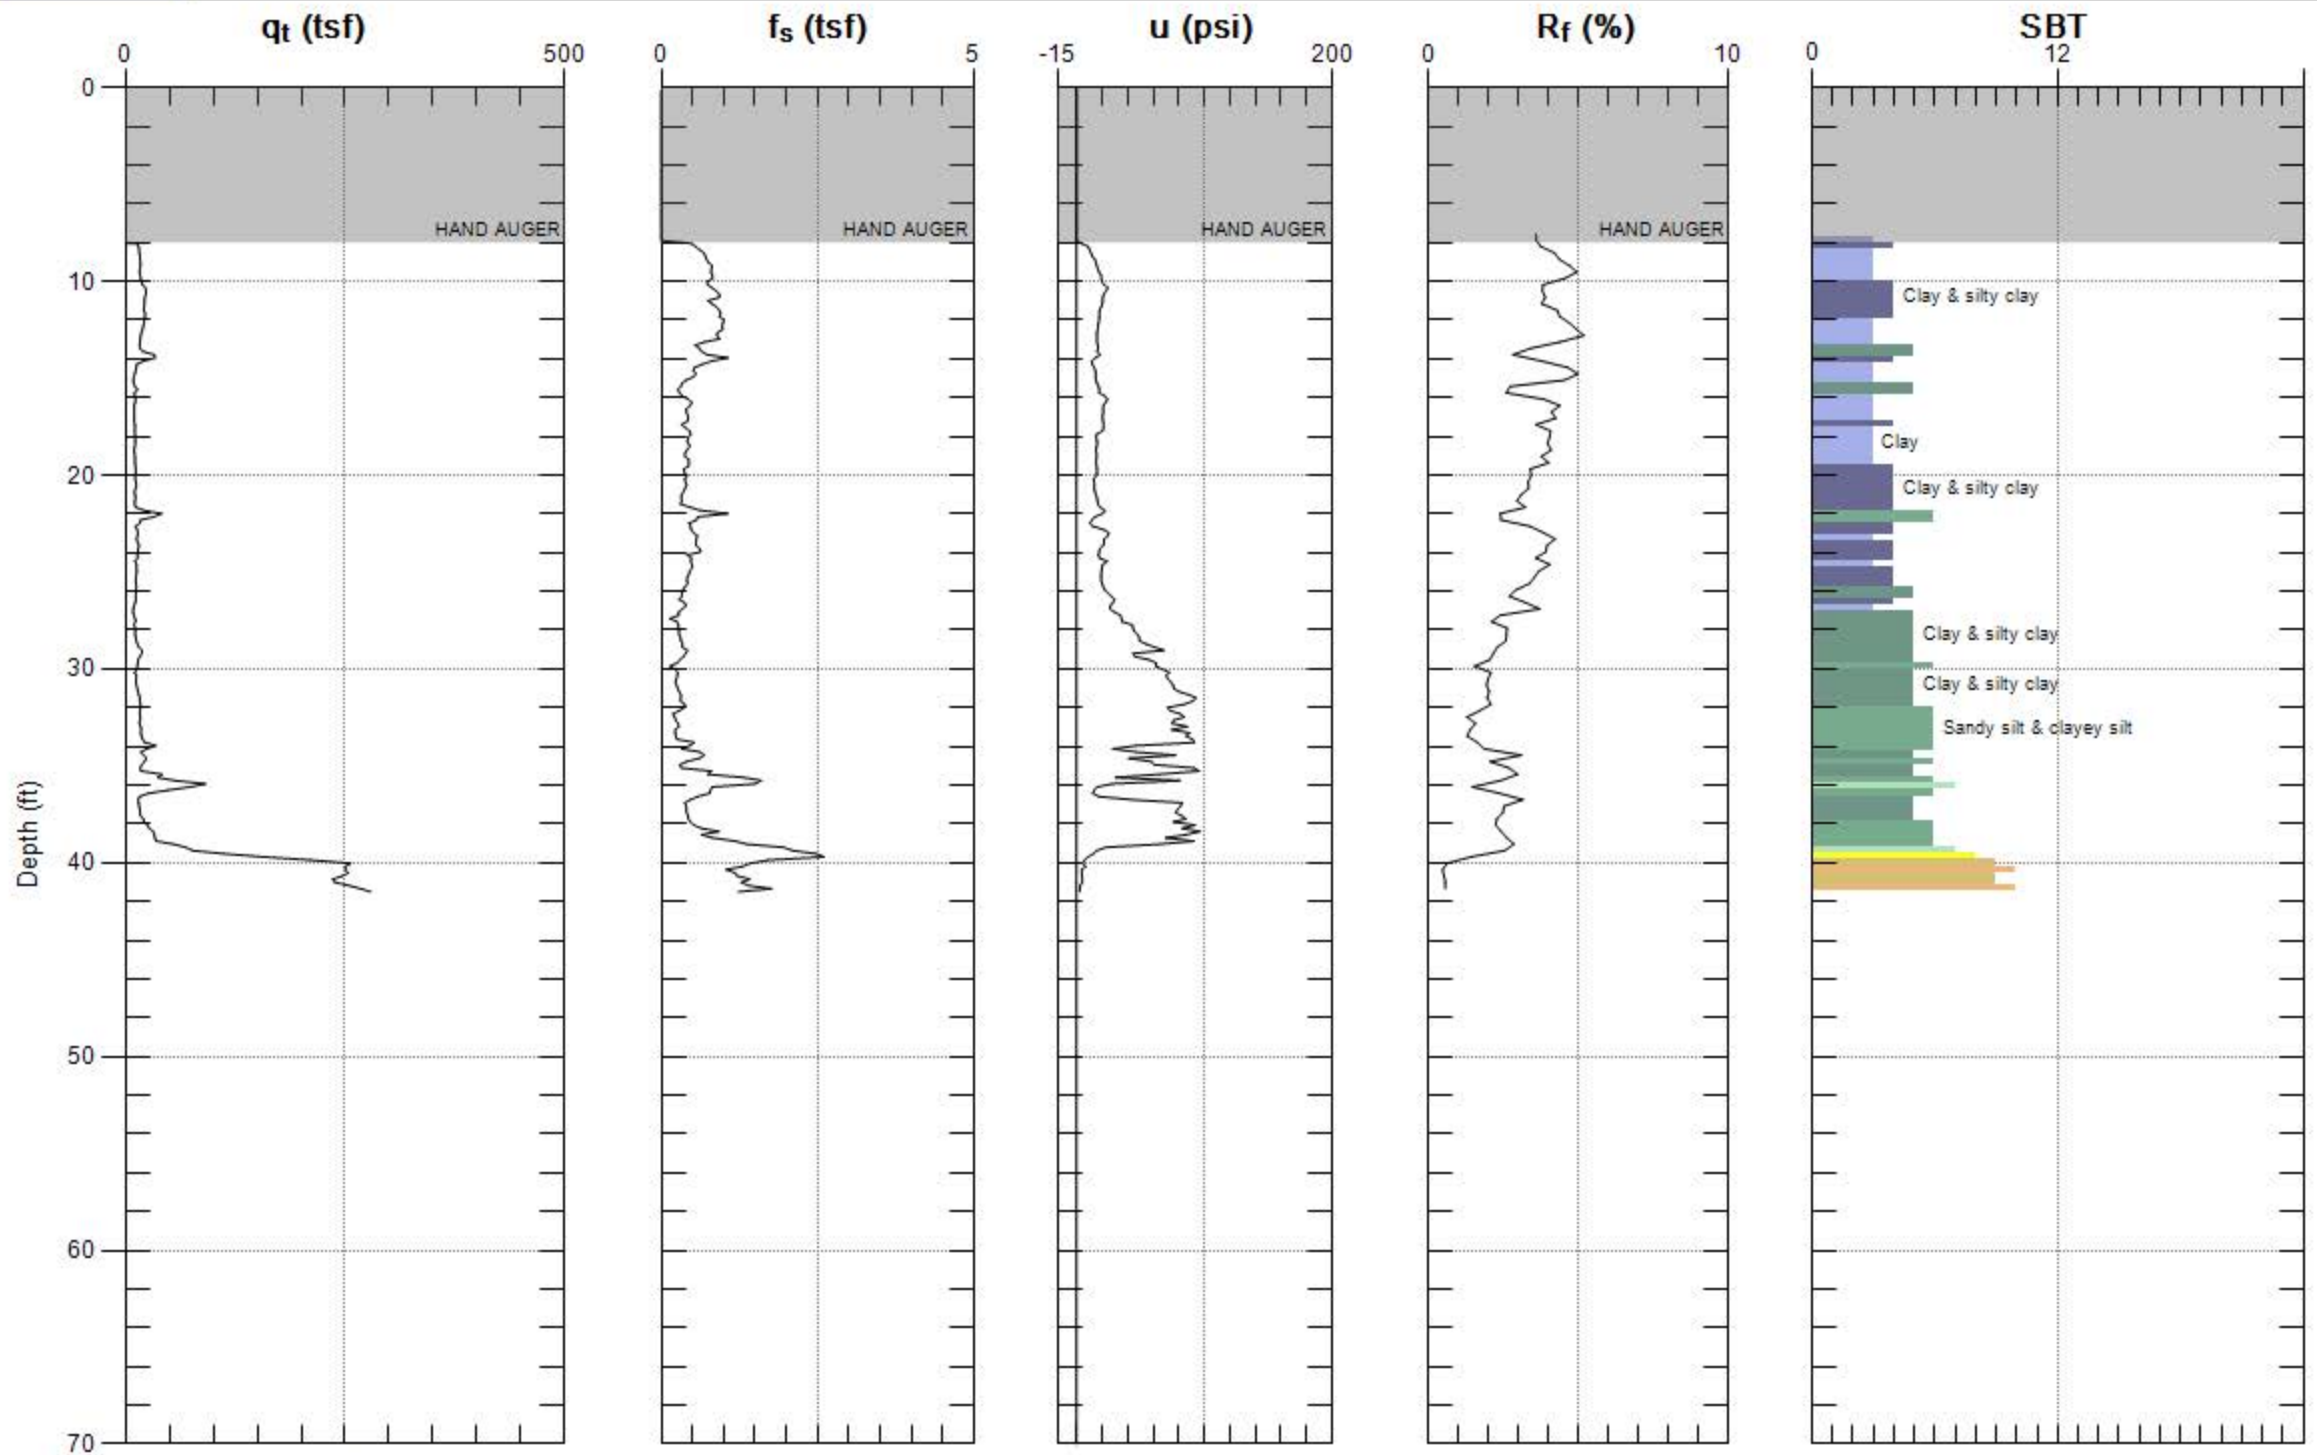 qt (tsf) fs (tsf) u (psi) Rf (%) SBT
0 500 0 5 -15 200 0 10 0 12
0
HAND AUGER HAND AUGER HAND AUGER HAND AUGER
10
Clay & silty clay
Clay
20
Clay & silty clay
Clay & silty clay
30
Clay & silty clay
Sandy silt & clayey silt
Depth (ft)
40
50
60
70